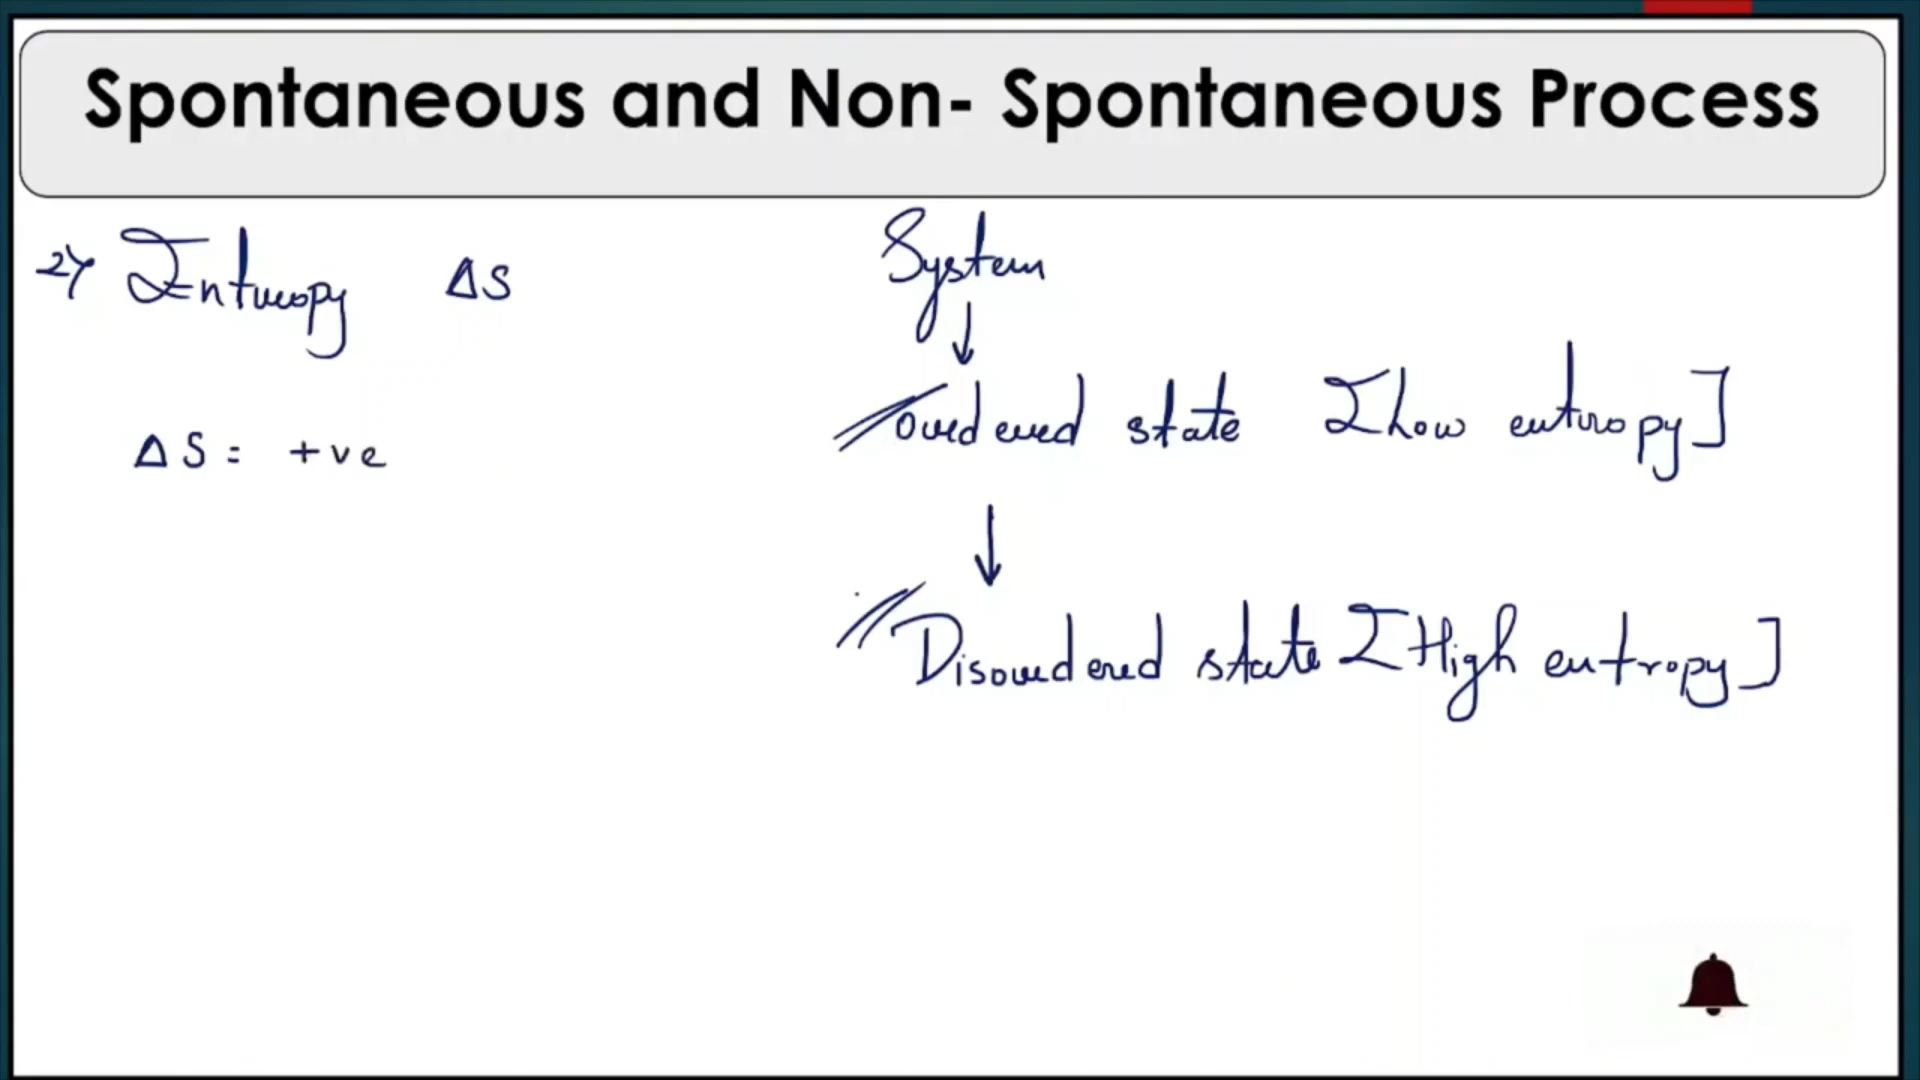 Spontaneous and Non- Spontaneous Process
2) Entropy ΔS
ΔS = +ve
System
↓
ordered state [Low entropy]
↓
Disordered state [High entropy]